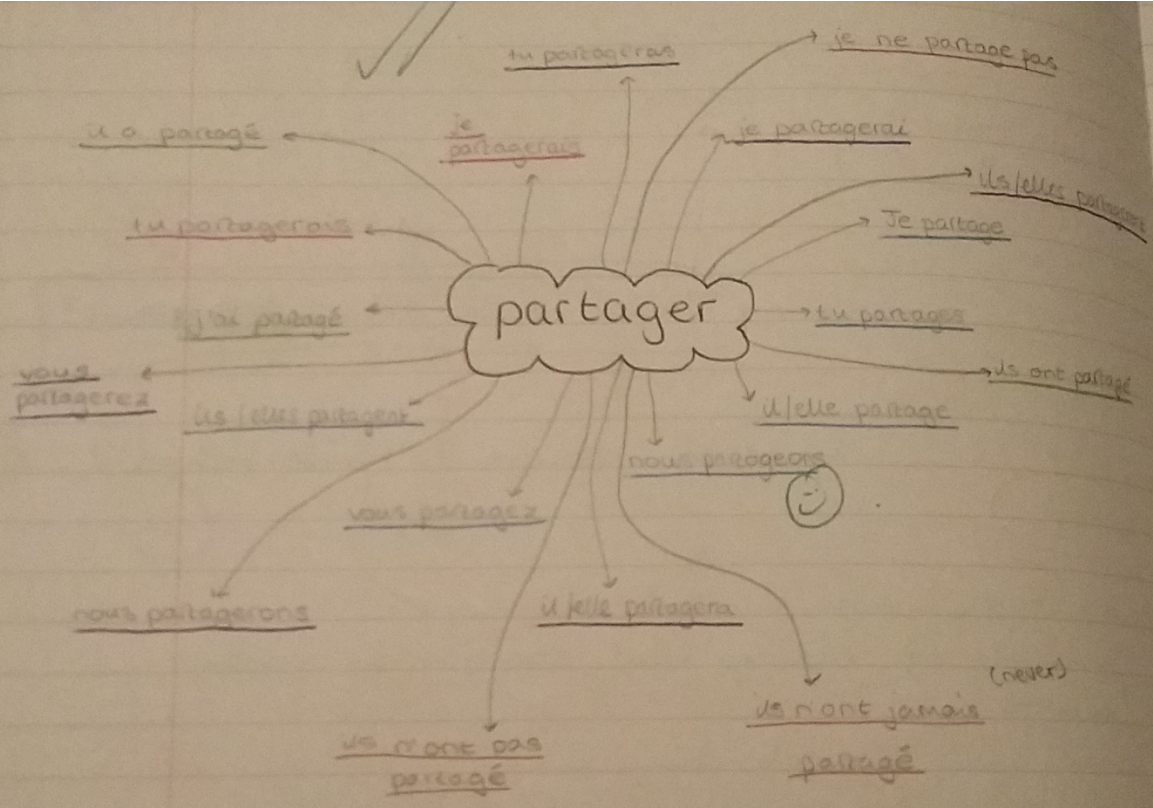 tu partageras
je ne partage pas
il a partagé
je
partagerais
je partagerai
ils/elles
tu partagerais
Je partage
partager
j'ai partagé
tu partages
vous
partagerez
ils ont partagé
ils/elles partagent
il/elle partage
nous partageons
vous partagez
nous partagerons
il/elle partagera
(never)
ils n'ont jamais
partagé
ils n'ont pas
partagé